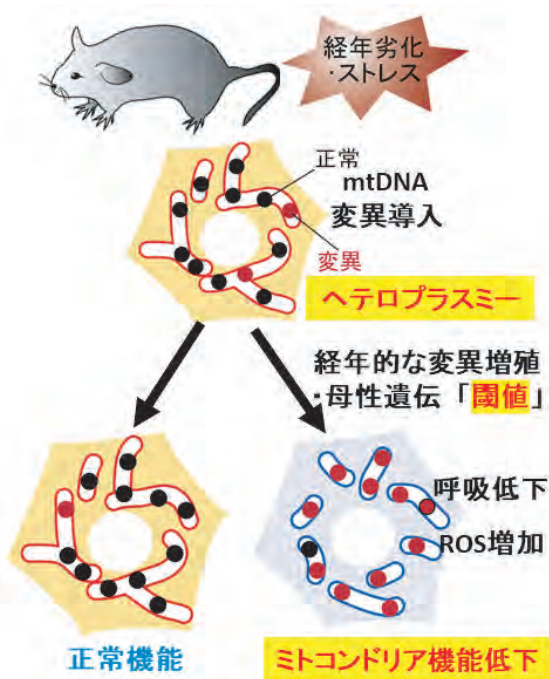 経年劣化
・ストレス
正常
mtDNA
変異導入
変異
ヘテロプラスミー
経年的な変異増殖
・母性遺伝「閾値」
呼吸低下
ROS増加
正常機能
ミトコンドリア機能低下